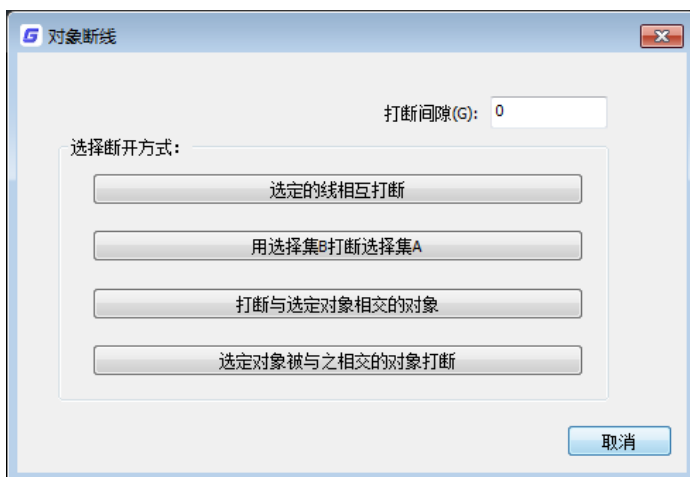 对象断线
打断间隙(G): 0
选择断开方式:
选定的线相互打断
用选择集B打断选择集A
打断与选定对象相交的对象
选定对象被与之相交的对象打断
取消